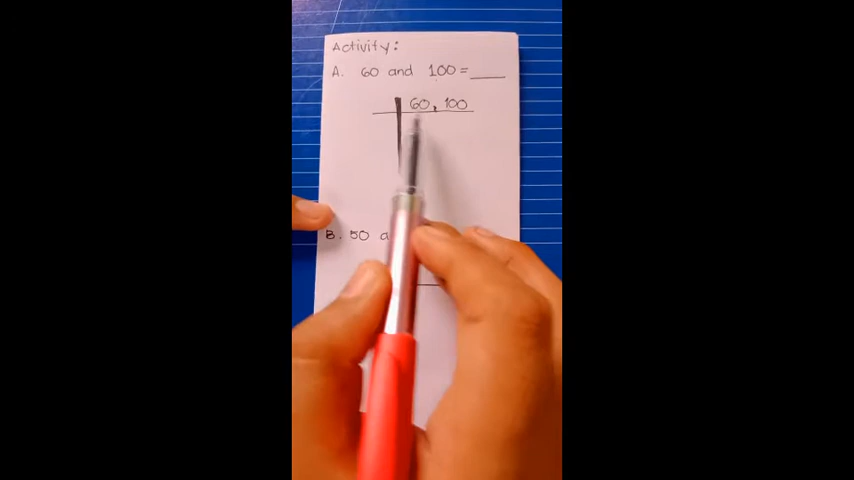 Activity:
A. 60 and 100 = ____
60, 100
B. 50 a